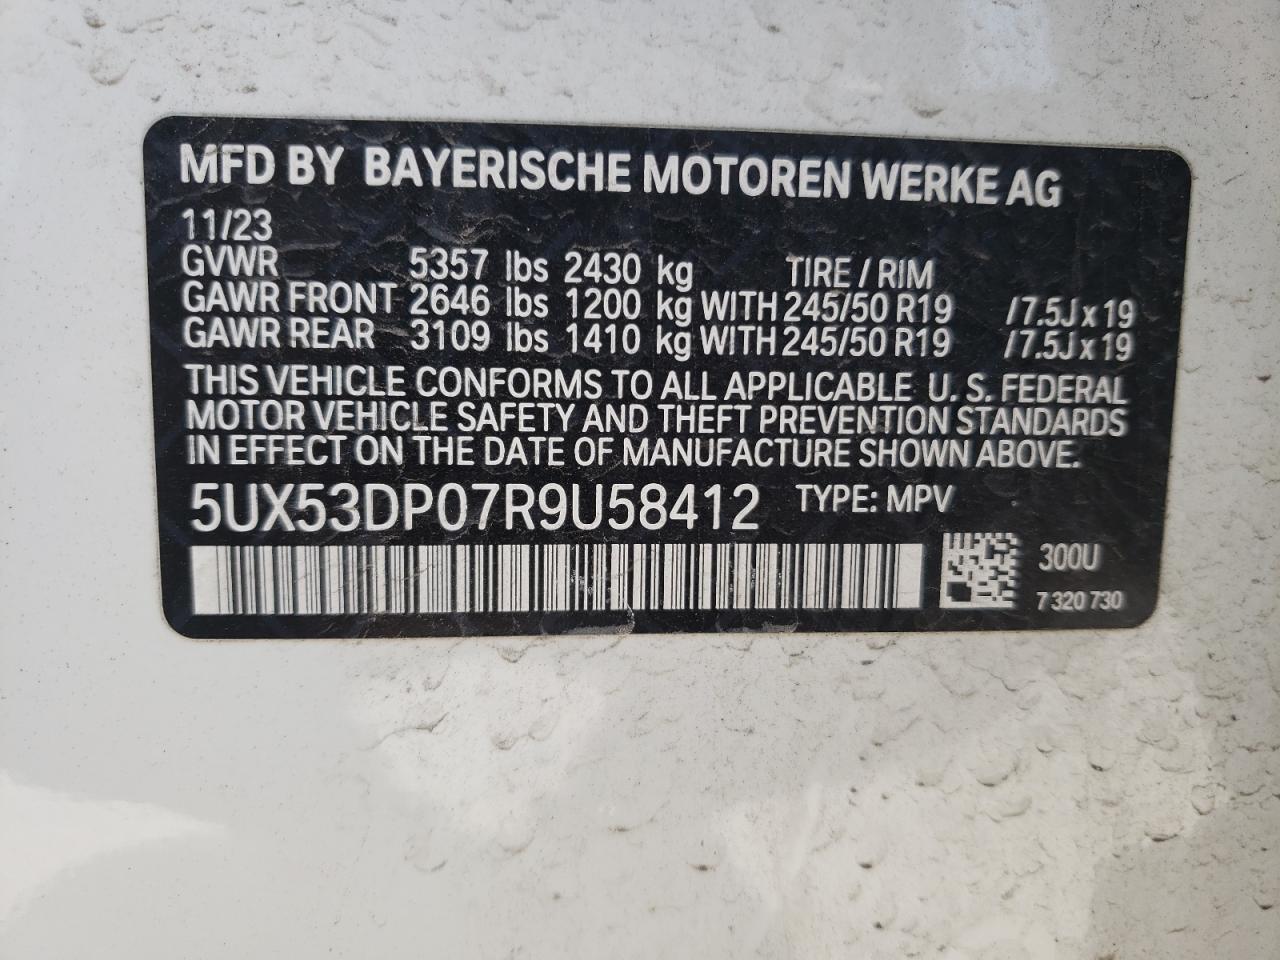 MFD BY BAYERISCHE MOTOREN WERKE AG
11/23
GVWR 5357 lbs 2430 kg TIRE / RIM
GAWR FRONT 2646 lbs 1200 kg WITH 245/50 R19 /7.5J x 19
GAWR REAR 3109 lbs 1410 kg WITH 245/50 R19 /7.5J x 19
THIS VEHICLE CONFORMS TO ALL APPLICABLE U. S. FEDERAL
MOTOR VEHICLE SAFETY AND THEFT PREVENTION STANDARDS
IN EFFECT ON THE DATE OF MANUFACTURE SHOWN ABOVE.
5UX53DP07R9U58412 TYPE: MPV
300U
7 320 730